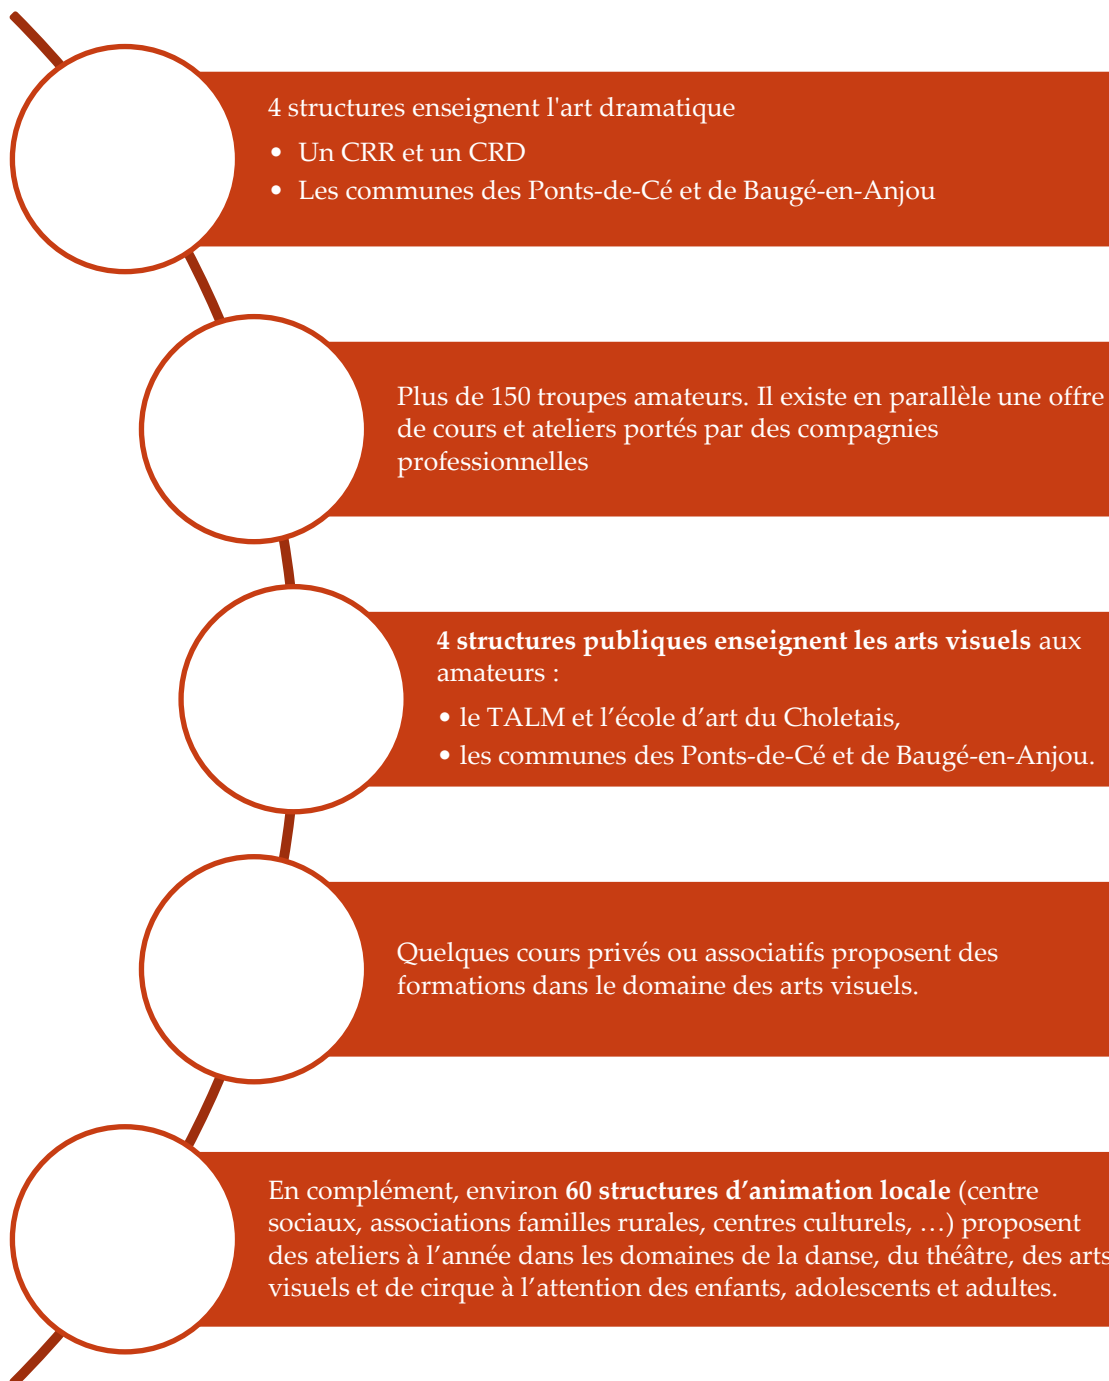 4 structures enseignent l'art dramatique
• Un CRR et un CRD
• Les communes des Ponts-de-Cé et de Baugé-en-Anjou
Plus de 150 troupes amateurs. Il existe en parallèle une offre
de cours et ateliers portés par des compagnies
professionnelles
4 structures publiques enseignent les arts visuels aux
amateurs :
• le TALM et l’école d’art du Choletais,
• les communes des Ponts-de-Cé et de Baugé-en-Anjou.
Quelques cours privés ou associatifs proposent des
formations dans le domaine des arts visuels.
En complément, environ 60 structures d’animation locale (centre
sociaux, associations familles rurales, centres culturels, …) proposent
des ateliers à l’année dans les domaines de la danse, du théâtre, des arts
visuels et de cirque à l’attention des enfants, adolescents et adultes.